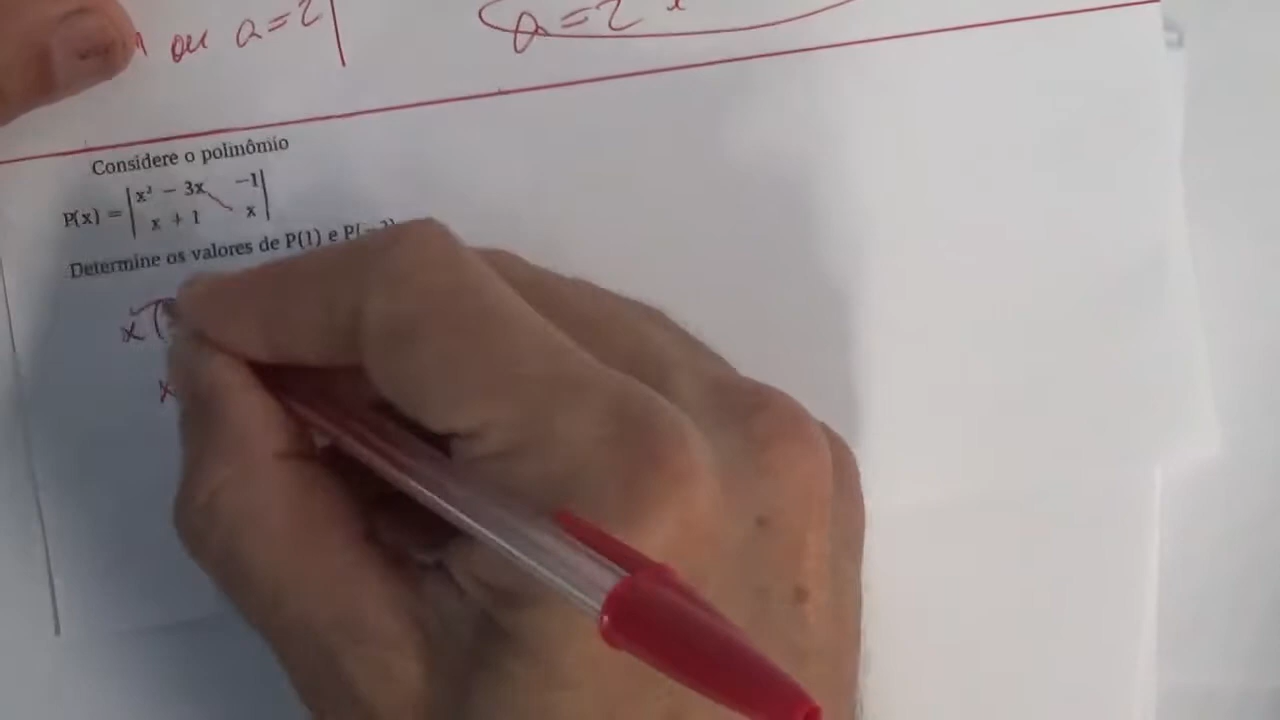 ou a=2
a=2
Considere o polinômio
P(x) = | x² - 3x -1 |
| x + 1 x |
Determine os valores de P(1) e
x (
x